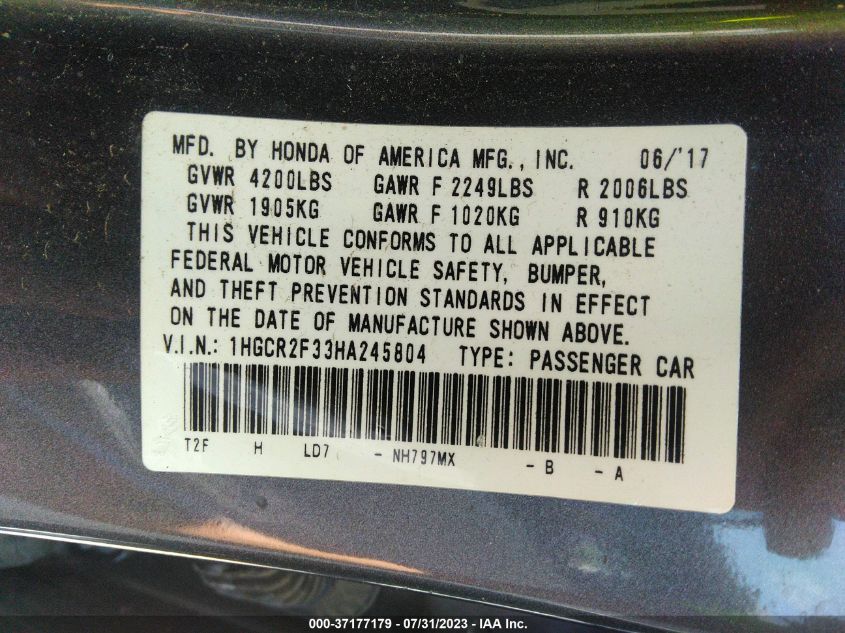 MFD. BY HONDA OF AMERICA MFG., INC. 06/'17
GVWR 4200LBS GAWR F 2249LBS R 2006LBS
GVWR 1905KG GAWR F 1020KG R 910KG
THIS VEHICLE CONFORMS TO ALL APPLICABLE
FEDERAL MOTOR VEHICLE SAFETY, BUMPER,
AND THEFT PREVENTION STANDARDS IN EFFECT
ON THE DATE OF MANUFACTURE SHOWN ABOVE.
V.I.N.: 1HGCR2F33HA245804 TYPE: PASSENGER CAR
T2F H LD7 - NH797MX - B - A
000-37177179 - 07/31/2023 - IAA Inc.